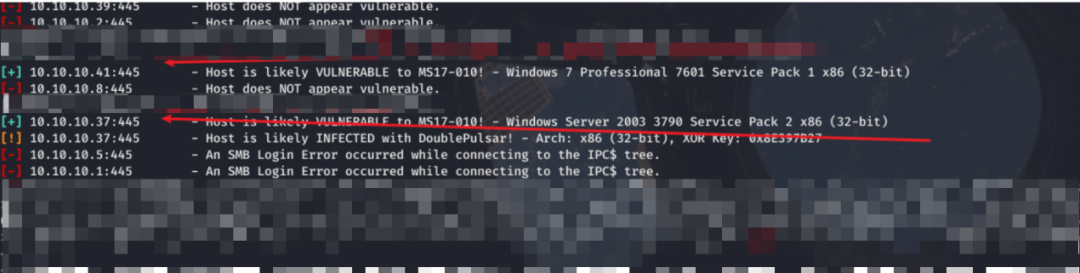 [-] 10.10.10.39:445 - Host does NOT appear vulnerable.
[-] 10.10.10.2:445 - Host does NOT appear vulnerable.
[+] 10.10.10.41:445 - Host is likely VULNERABLE to MS17-010! - Windows 7 Professional 7601 Service Pack 1 x86 (32-bit)
[-] 10.10.10.8:445 - Host does NOT appear vulnerable.
[+] 10.10.10.37:445 - Host is likely VULNERABLE to MS17-010! - Windows Server 2003 3790 Service Pack 2 x86 (32-bit)
[!] 10.10.10.37:445 - Host is likely INFECTED with DoublePulsar! - Arch: x86 (32-bit), XOR Key: 0x8E397B27
[-] 10.10.10.5:445 - An SMB Login Error occurred while connecting to the IPC$ tree.
[-] 10.10.10.1:445 - An SMB Login Error occurred while connecting to the IPC$ tree.